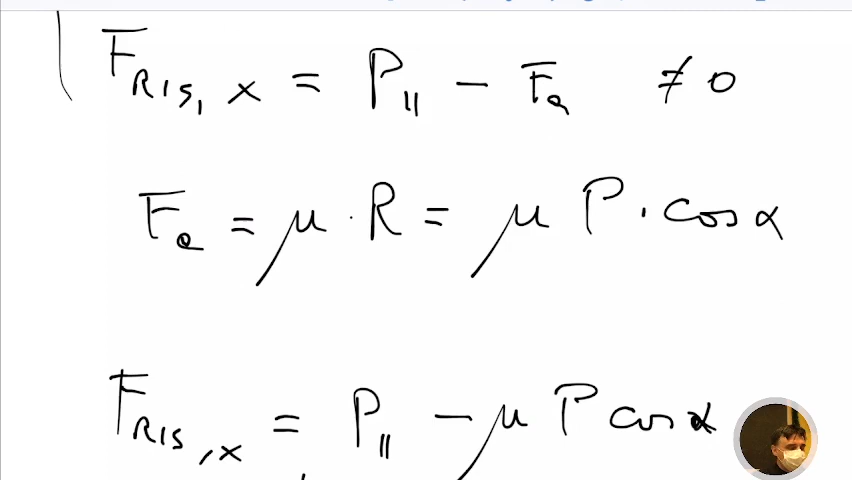 F_RIS, x = P_|| − F_a ≠ 0
F_a = μ · R = μ P · cos α
F_RIS, x = P_|| − μ P cos α